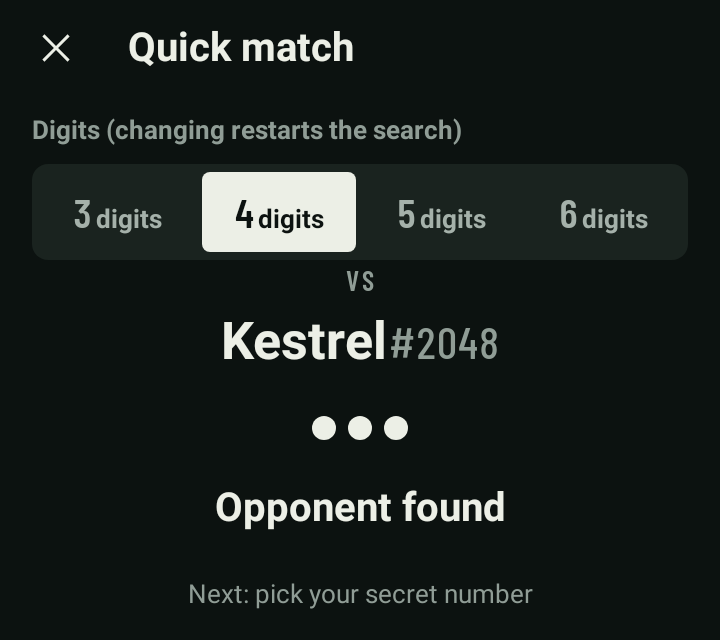 Quick match
Digits (changing restarts the search)
3 digits 4 digits 5 digits 6 digits
VS
Kestrel#2048
Opponent found
Next: pick your secret number